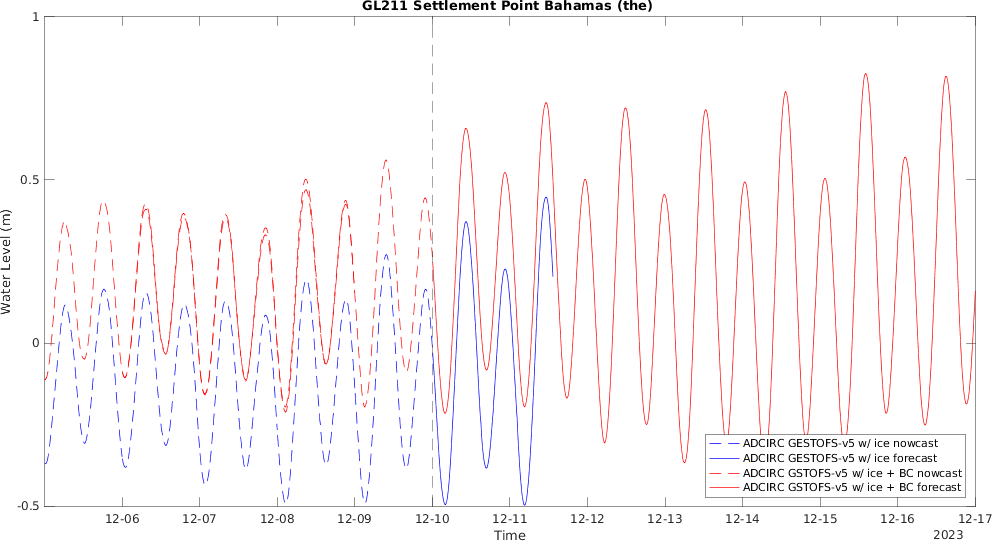 GL211 Settlement Point Bahamas (the)
1
0.5
0
-0.5
Water Level (m)
12-06 12-07 12-08 12-09 12-10 12-11 12-12 12-13 12-14 12-15 12-16 12-17
Time
2023
ADCIRC GESTOFS-v5 w/ ice nowcast
ADCIRC GESTOFS-v5 w/ ice forecast
ADCIRC GSTOFS-v5 w/ ice + BC nowcast
ADCIRC GSTOFS-v5 w/ ice + BC forecast